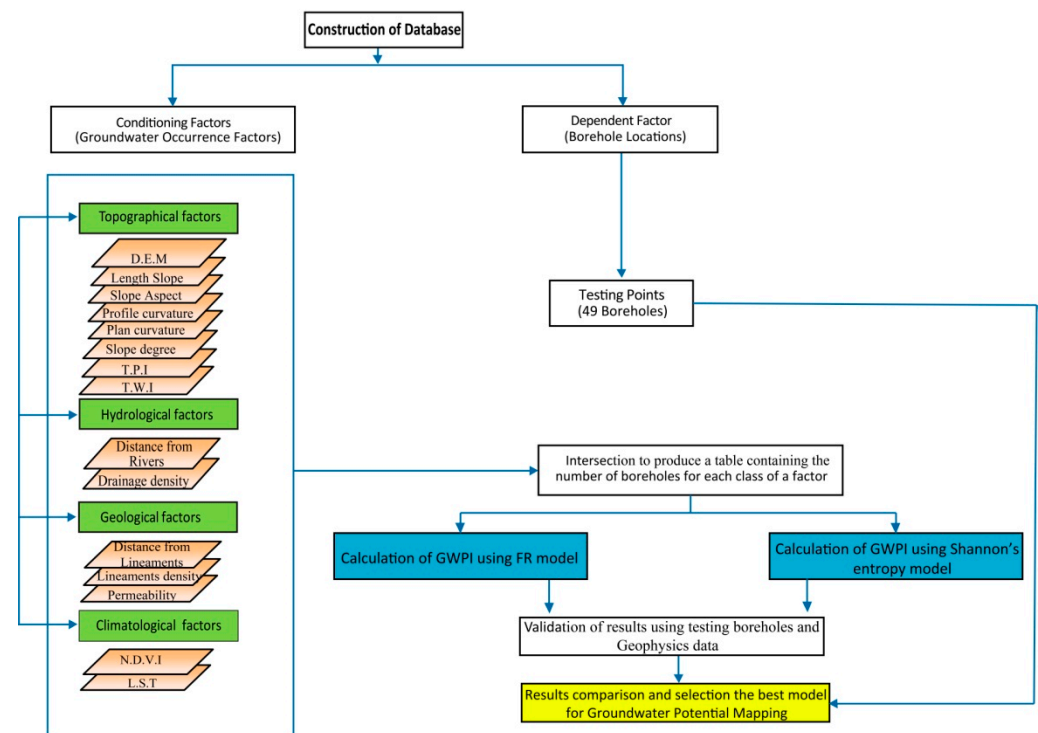 Construction of Database
Conditioning Factors
(Groundwater Occurrence Factors)
Dependent Factor
(Borehole Locations)
Topographical factors
D.E.M
Length Slope
Slope Aspect
Profile curvature
Plan curvature
Slope degree
T.P.I
T.W.I
Testing Points
(49 Boreholes)
Hydrological factors
Distance from
Rivers
Drainage density
Intersection to produce a table containing the
number of boreholes for each class of a factor
Geological factors
Distance from
Lineaments
Lineaments density
Permeability
Calculation of GWPI using FR model
Calculation of GWPI using Shannon's
entropy model
Climatological factors
N.D.V.I
L.S.T
Validation of results using testing boreholes and
Geophysics data
Results comparison and selection the best model
for Groundwater Potential Mapping